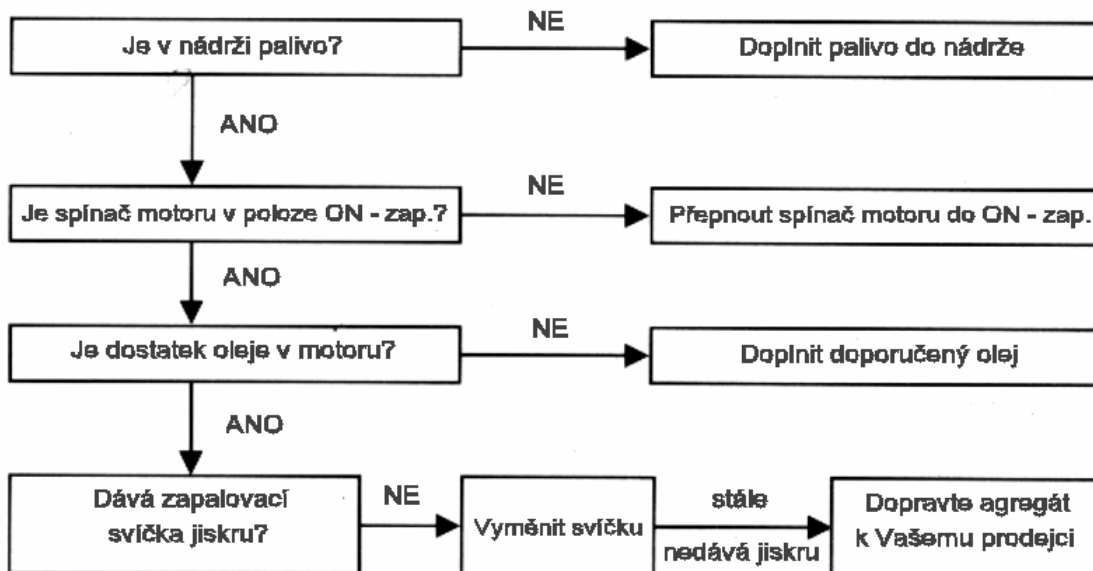 Je v nádrži palivo?
NE
Doplnit palivo do nádrže
ANO
Je spínač motoru v poloze ON - zap.?
NE
Přepnout spínač motoru do ON - zap.
ANO
Je dostatek oleje v motoru?
NE
Doplnit doporučený olej
ANO
Dává zapalovací
svíčka jiskru?
NE
Vyměnit svíčku
stále
nedává jiskru
Dopravte agregát
k Vašemu prodejci